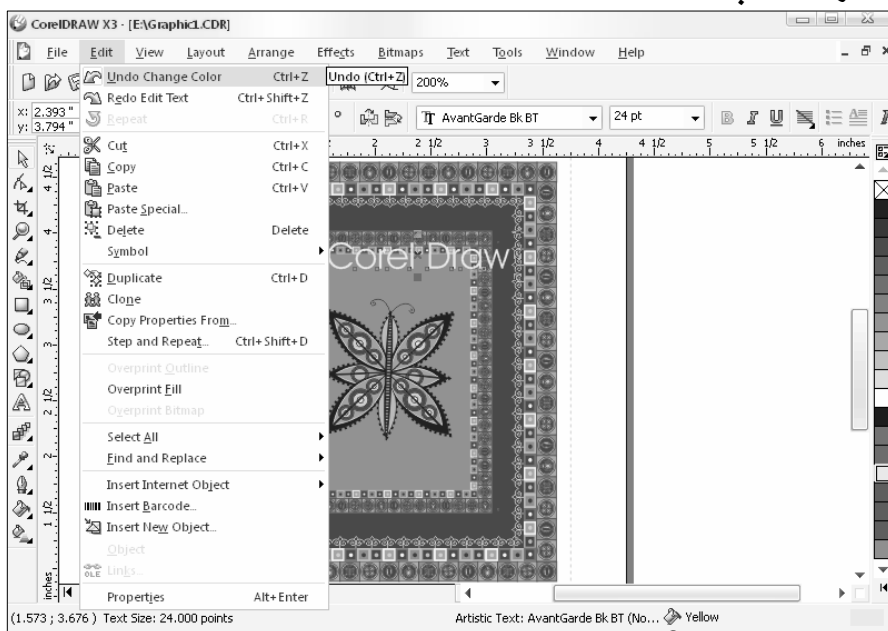 CorelDRAW X3 - [E:\Graphic1.CDR]
File Edit View Layout Arrange Effects Bitmaps Text Tools Window Help
Undo Change Color Ctrl+Z
Undo (Ctrl+Z)
200%
Redo Edit Text Ctrl+Shift+Z
Repeat Ctrl+R
x: 2.393 "
y: 3.794 "
AvantGarde Bk BT
24 pt
B I U
Cut Ctrl+X
Copy Ctrl+C
Paste Ctrl+V
Paste Special...
Delete Delete
Symbol
Duplicate Ctrl+D
Clone
Copy Properties From...
Step and Repeat... Ctrl+Shift+D
Overprint Outline
Overprint Fill
Overprint Bitmap
Select All
Find and Replace
Insert Internet Object
Insert Barcode...
Insert New Object...
Object
Links...
Properties Alt+Enter
2 2 1/2 3 3 1/2 4 4 1/2 5 5 1/2 6 inches
Corel Draw
inches
(1.573 ; 3.676 ) Text Size: 24.000 points
Artistic Text: AvantGarde Bk BT (No... Yellow